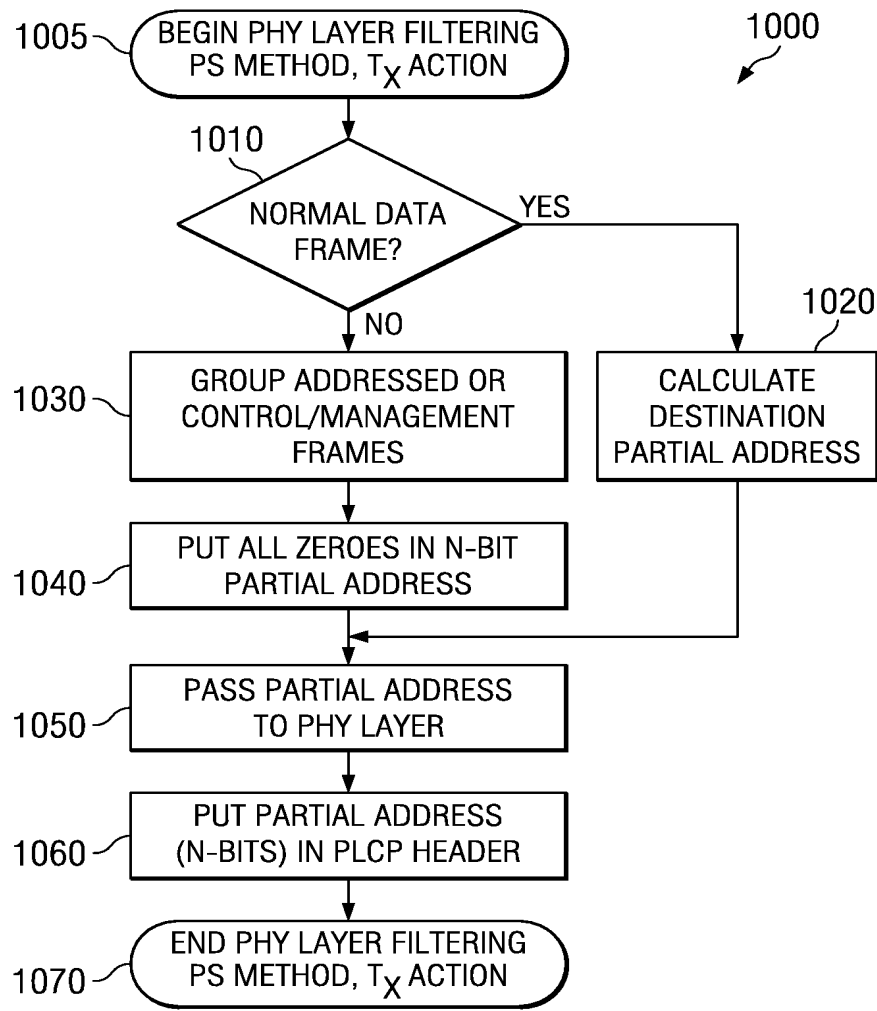 1005
BEGIN PHY LAYER FILTERING
PS METHOD, TX ACTION
1000
1010
NORMAL DATA
FRAME?
YES
NO
1020
CALCULATE
DESTINATION
PARTIAL ADDRESS
1030
GROUP ADDRESSED OR
CONTROL/MANAGEMENT
FRAMES
1040
PUT ALL ZEROES IN N-BIT
PARTIAL ADDRESS
1050
PASS PARTIAL ADDRESS
TO PHY LAYER
1060
PUT PARTIAL ADDRESS
(N-BITS) IN PLCP HEADER
1070
END PHY LAYER FILTERING
PS METHOD, TX ACTION